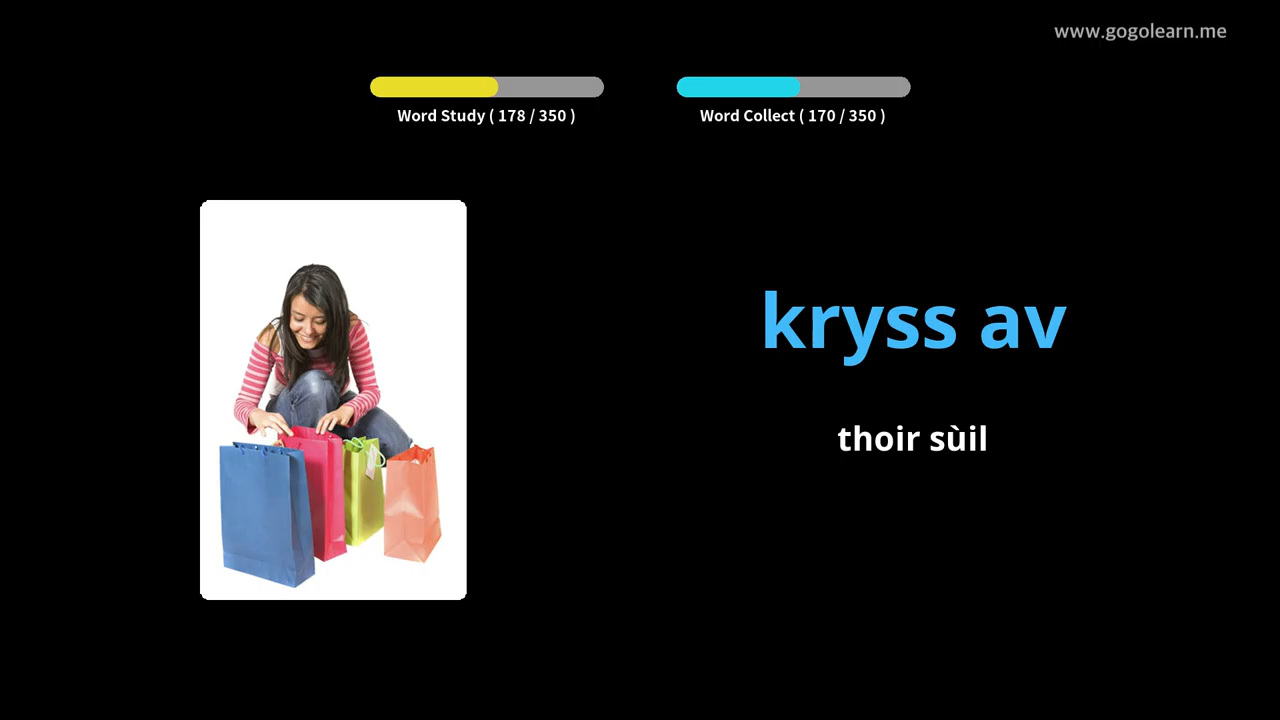 www.gogolearn.me
Word Study ( 178 / 350 )
Word Collect ( 170 / 350 )
kryss av
thoir sùil